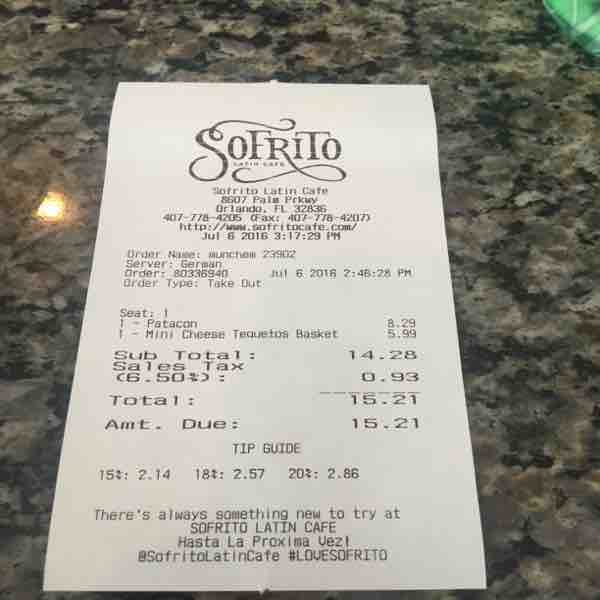 SOFRITO
LATIN CAFE
Sofrito Latin Cafe
8607 Palm Prkwy
Orlando, FL 32836
407-778-4205 (Fax: 407-778-4207)
http://www.sofritocafe.com/
Jul 6 2016 3:17:29 PM
Order Name: munchem 23902
Server: German
Order: 80336940 Jul 6 2016 2:46:28 PM
Order Type: Take Out
Seat: 1
1 - Patacon 8.29
1 - Mini Cheese Tequetos Basket 5.99
Sub Total: 14.28
Sales Tax
(6.50%): 0.93
Total: 15.21
Amt. Due: 15.21
TIP GUIDE
15%: 2.14 18%: 2.57 20%: 2.86
There's always something new to try at
SOFRITO LATIN CAFE
Hasta La Proxima Vez!
@SofritoLatinCafe #LOVESOFRITO